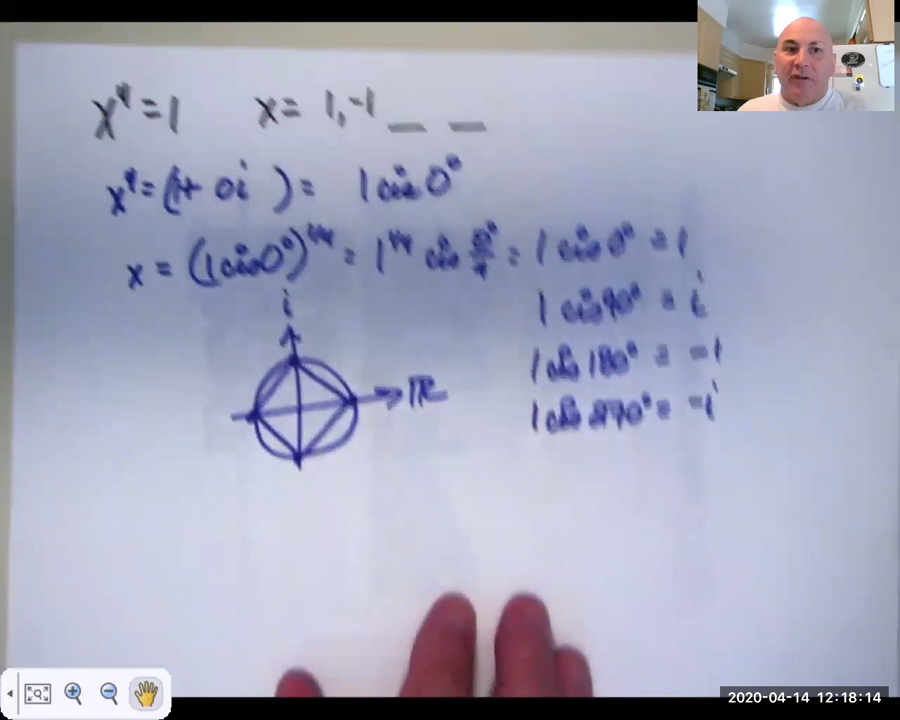 x⁴ = 1 x = 1, -1 _ _
x⁴ = (1 + 0i) = 1 cis 0°
x = (1 cis 0°)^1/4 = 1^1/4 cis 0°/4 = 1 cis 0° = 1
1 cis 90° = i
i
1 cis 180° = -1
ℝ
1 cis 270° = -i
2020-04-14 12:18:14